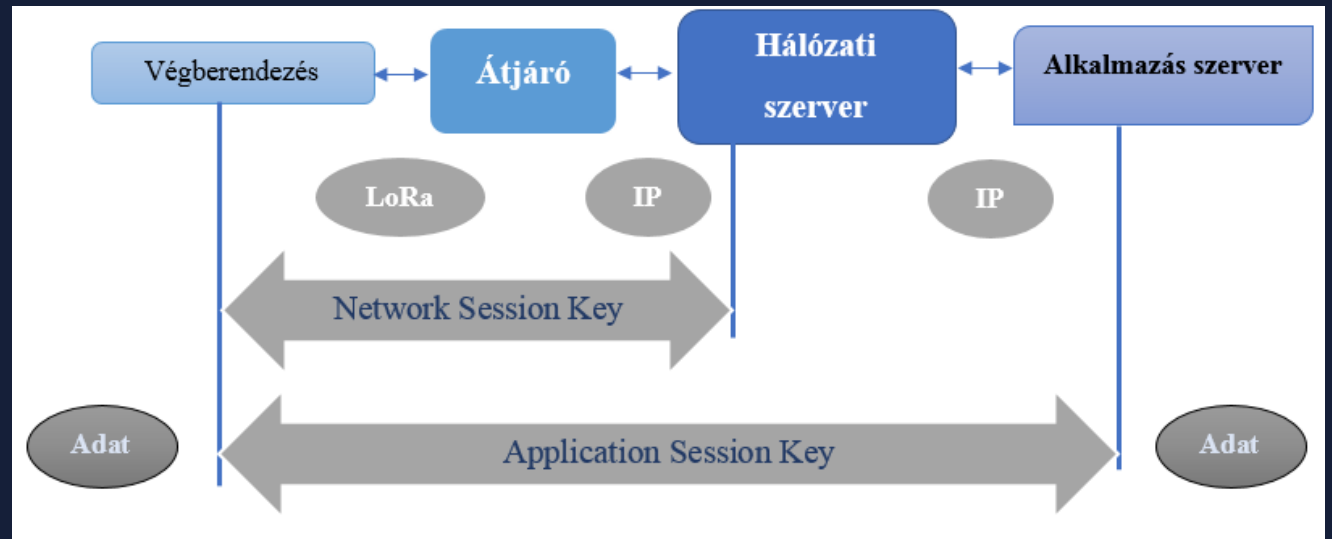 Végberendezés
Átjáró
Hálózati
szerver
Alkalmazás szerver
LoRa
IP
IP
Network Session Key
Adat
Application Session Key
Adat